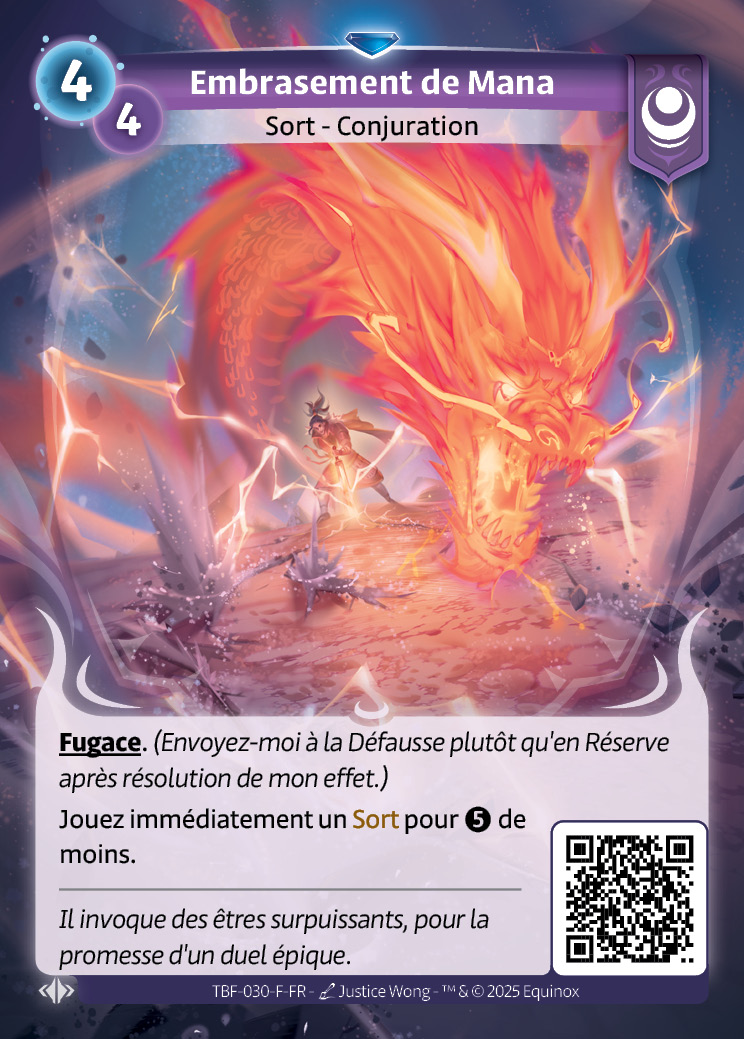 4
Embrasement de Mana
4
Sort - Conjuration
Fugace. (Envoyez-moi à la Défausse plutôt qu'en Réserve
après résolution de mon effet.)
Jouez immédiatement un Sort pour 5 de
moins.
Il invoque des êtres surpuissants, pour la
promesse d'un duel épique.
TBF-030-F-FR - Justice Wong - ™ & © 2025 Equinox